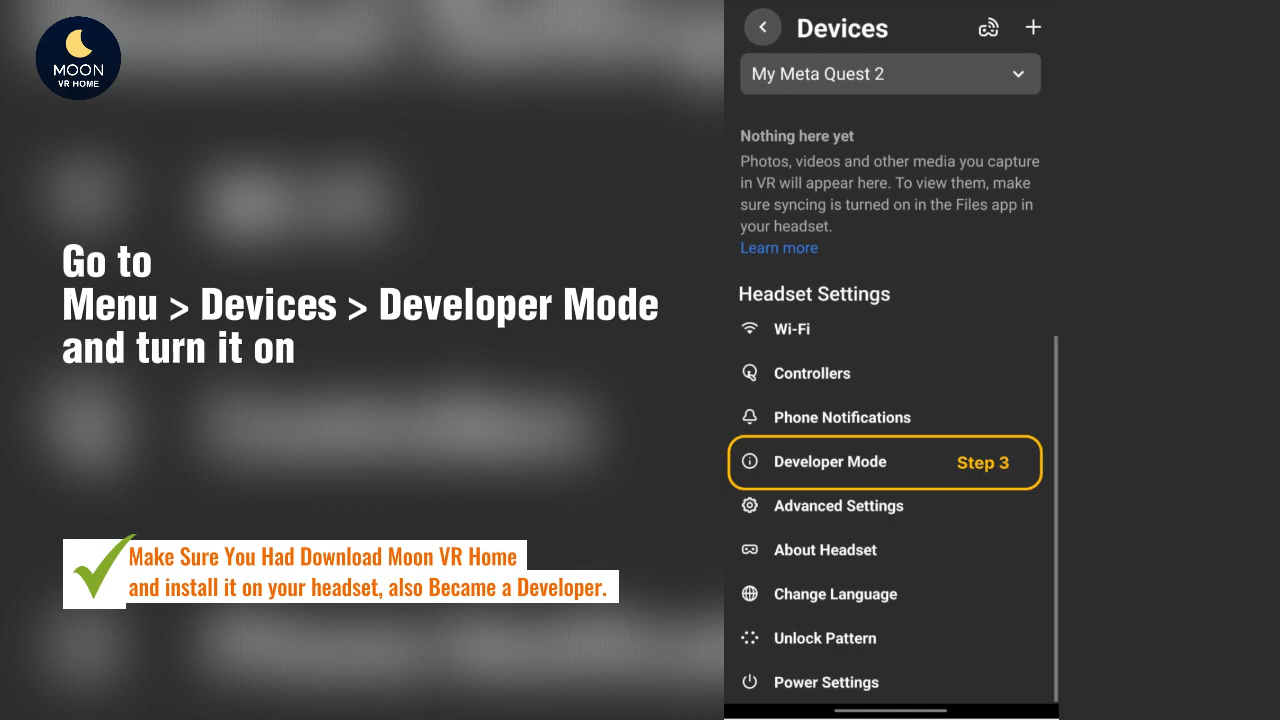 MOON
VR HOME
Go to
Menu > Devices > Developer Mode
and turn it on
Make Sure You Had Download Moon VR Home
and install it on your headset, also Became a Developer.
Devices
My Meta Quest 2
Nothing here yet
Photos, videos and other media you capture
in VR will appear here. To view them, make
sure syncing is turned on in the Files app in
your headset.
Learn more
Headset Settings
Wi-Fi
Controllers
Phone Notifications
Developer Mode Step 3
Advanced Settings
About Headset
Change Language
Unlock Pattern
Power Settings